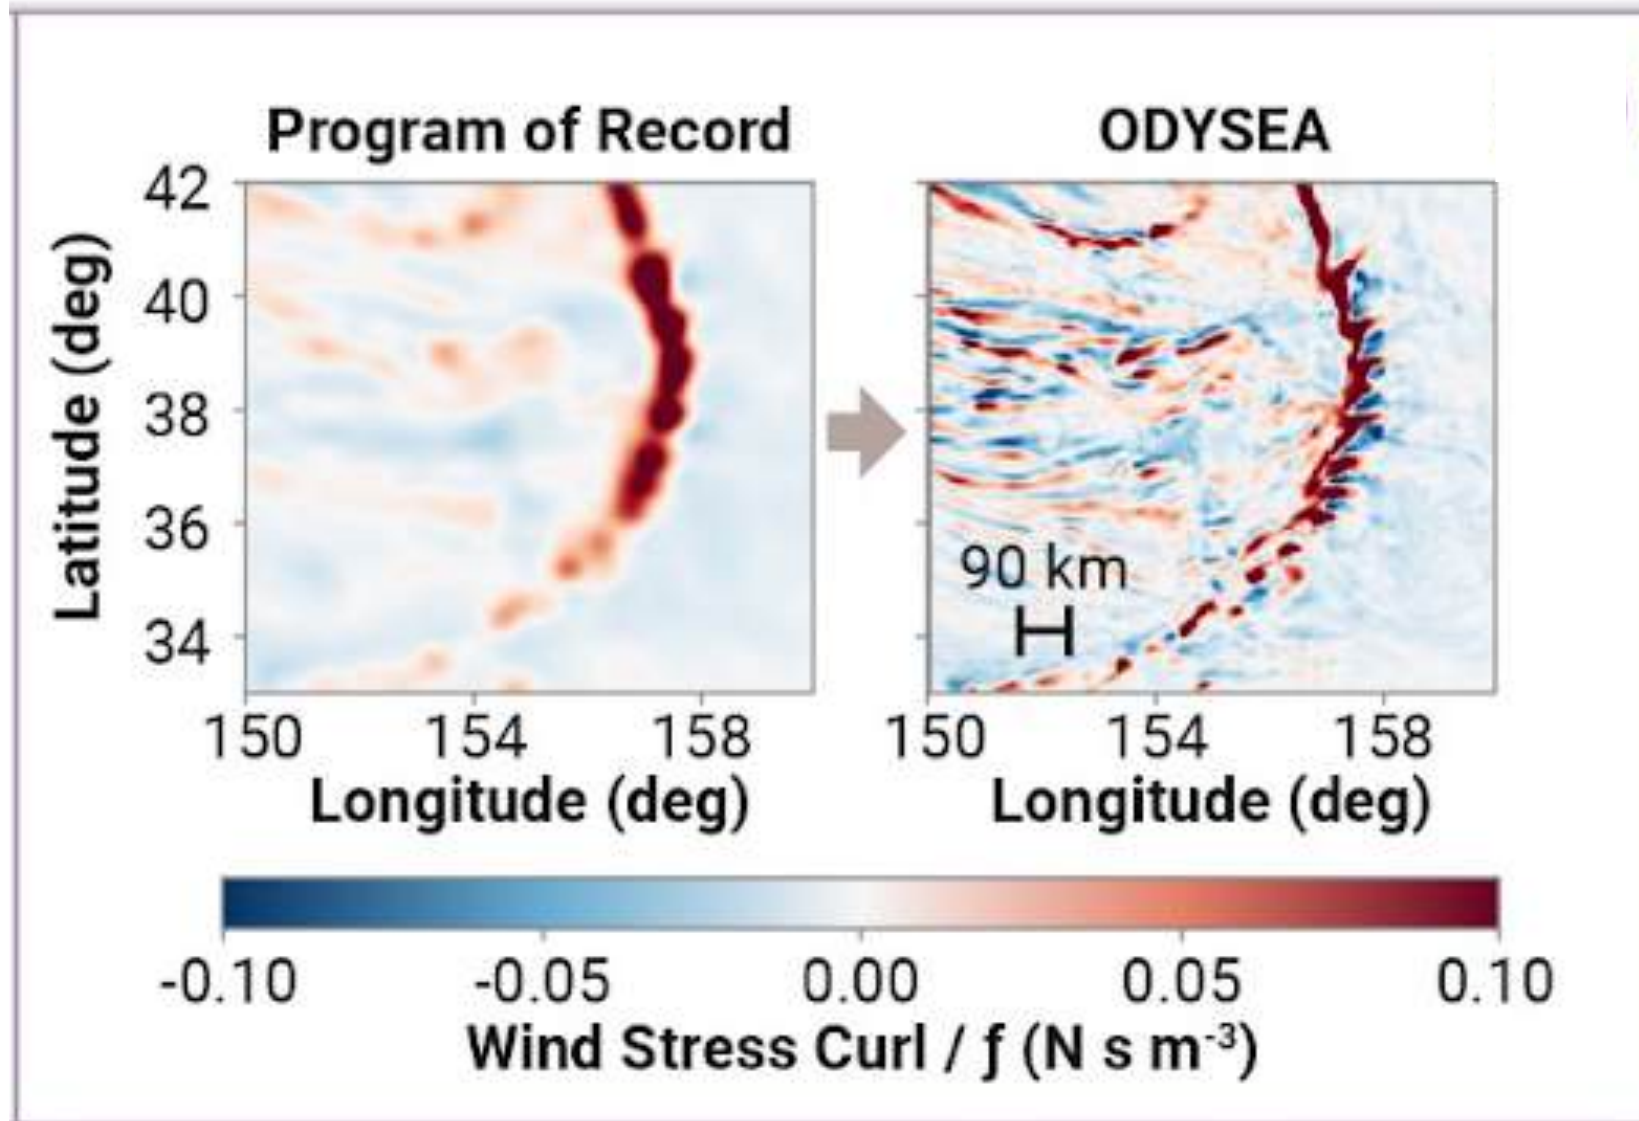 Program of Record
ODYSEA
42
40
38
36
34
Latitude (deg)
90 km
150 154 158
150 154 158
Longitude (deg)
Longitude (deg)
-0.10 -0.05 0.00 0.05 0.10
Wind Stress Curl / ƒ (N s m⁻³)